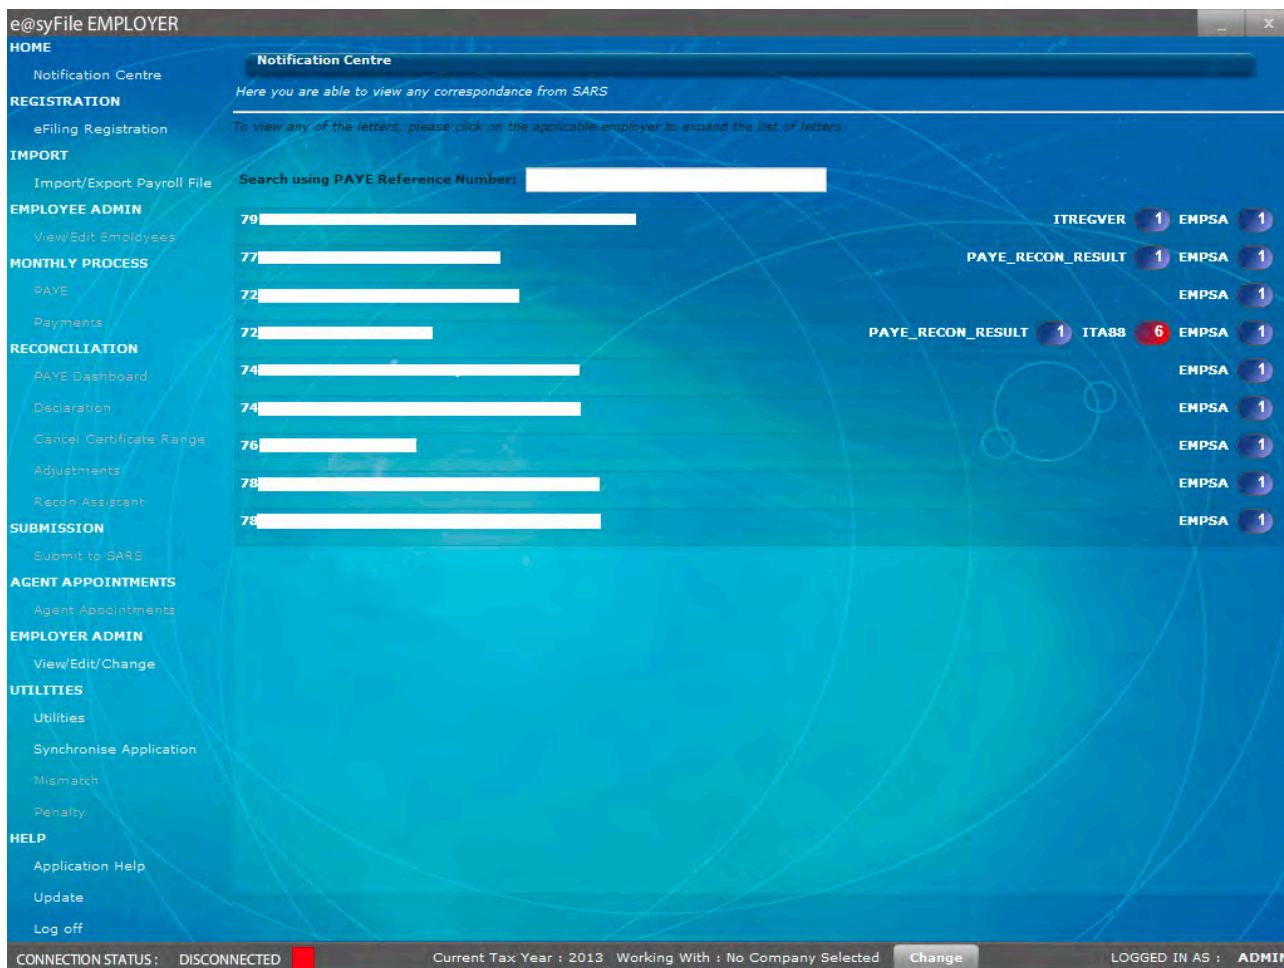 e@syFile EMPLOYER
_ X
HOME
Notification Centre
REGISTRATION
eFiling Registration
IMPORT
Import/Export Payroll File
EMPLOYEE ADMIN
View/Edit Employees
MONTHLY PROCESS
PAYE
Payments
RECONCILIATION
PAYE Dashboard
Declaration
Cancel Certificate Range
Adjustments
Recon Assistant
SUBMISSION
Submit to SARS
AGENT APPOINTMENTS
Agent Appointments
EMPLOYER ADMIN
View/Edit/Change
UTILITIES
Utilities
Synchronise Application
Mismatch
Penalty
HELP
Application Help
Update
Log off
Notification Centre
Here you are able to view any correspondance from SARS
To view any of the letters, please click on the applicable employer to expand the list of letters
Search using PAYE Reference Number:
79 ITREGVER 1 EMPSA 1
77 PAYE_RECON_RESULT 1 EMPSA 1
72 EMPSA 1
72 PAYE_RECON_RESULT 1 ITA88 6 EMPSA 1
74 EMPSA 1
74 EMPSA 1
76 EMPSA 1
78 EMPSA 1
78 EMPSA 1
CONNECTION STATUS : DISCONNECTED Current Tax Year : 2013 Working With : No Company Selected Change LOGGED IN AS : ADMIN